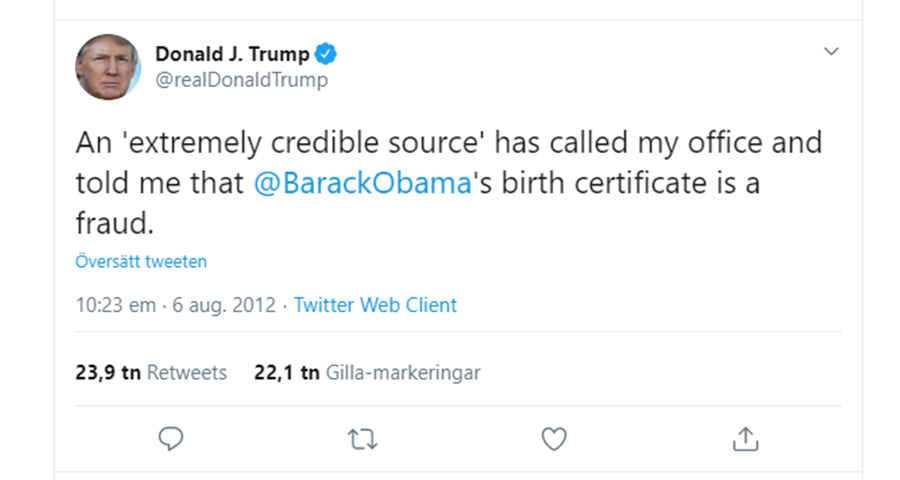 Donald J. Trump
@realDonaldTrump
An 'extremely credible source' has called my office and
told me that @BarackObama's birth certificate is a
fraud.
Översätt tweeten
10:23 em · 6 aug. 2012 · Twitter Web Client
23,9 tn Retweets 22,1 tn Gilla-markeringar